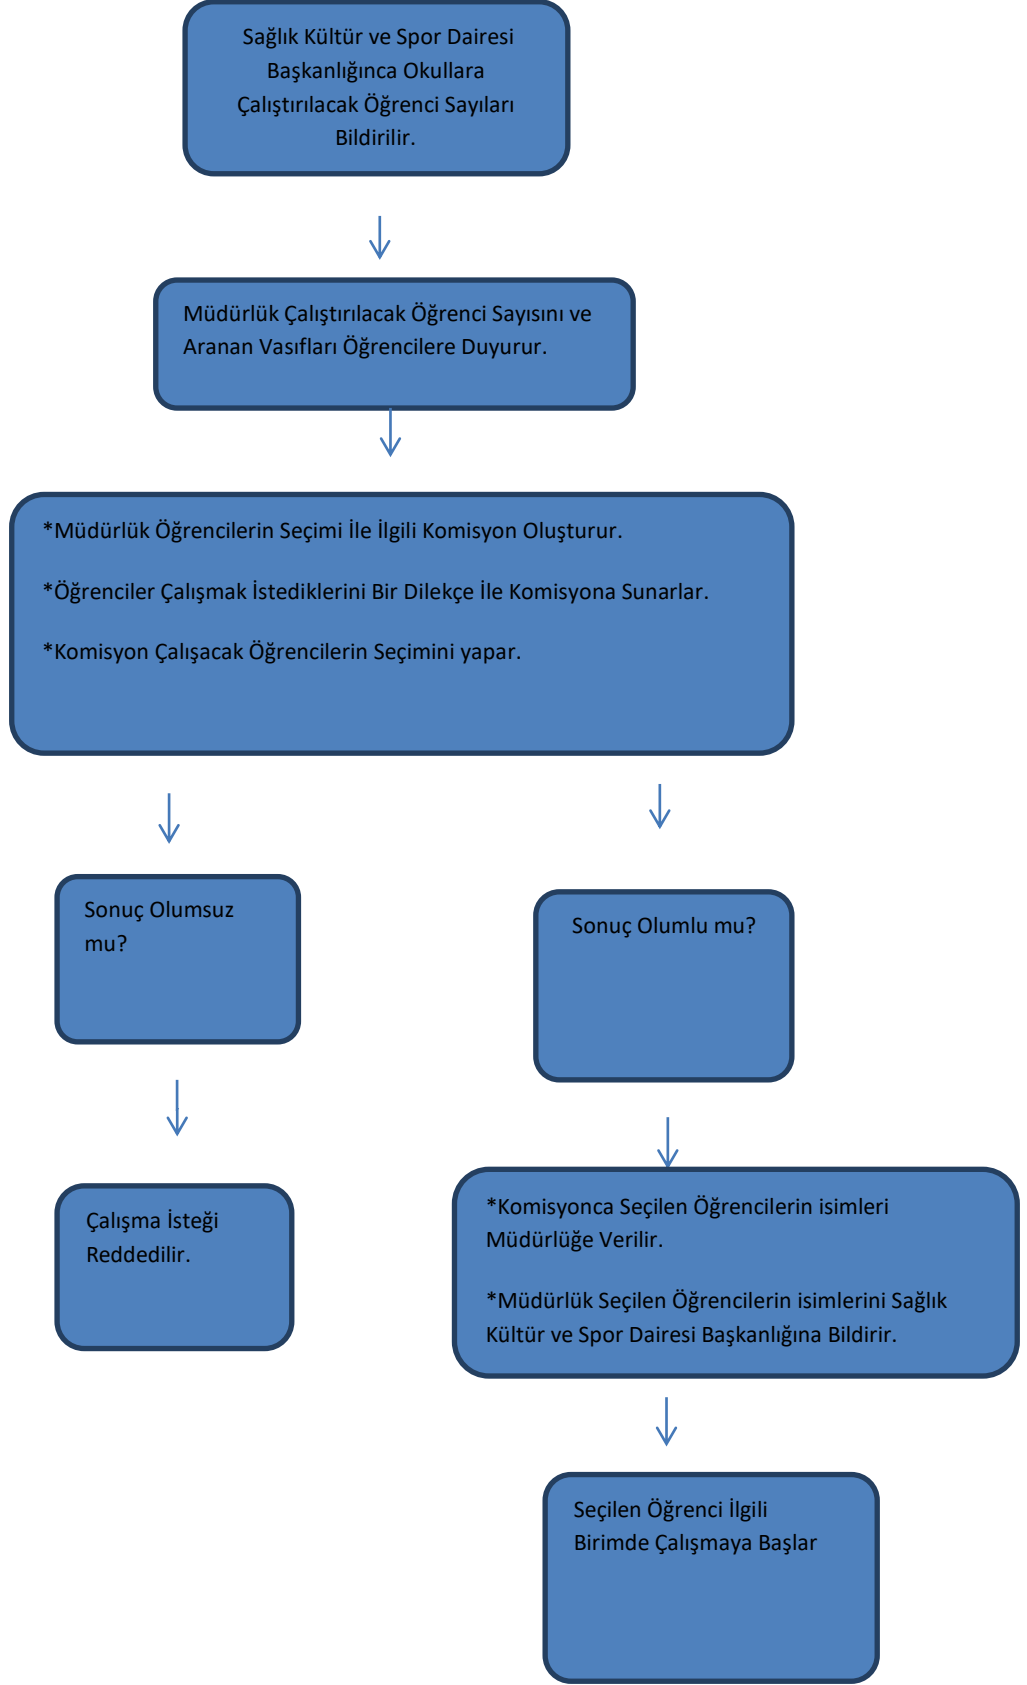 Sağlık Kültür ve Spor Dairesi
Başkanlığınca Okullara
Çalıştırılacak Öğrenci Sayıları
Bildirilir.
Müdürlük Çalıştırılacak Öğrenci Sayısını ve
Aranan Vasıfları Öğrencilere Duyurur.
*Müdürlük Öğrencilerin Seçimi İle İlgili Komisyon Oluşturur.
*Öğrenciler Çalışmak İstediklerini Bir Dilekçe İle Komisyona Sunarlar.
*Komisyon Çalışacak Öğrencilerin Seçimini yapar.
Sonuç Olumsuz
mu?
Sonuç Olumlu mu?
Çalışma İsteği
Reddedilir.
*Komisyonca Seçilen Öğrencilerin isimleri
Müdürlüğe Verilir.
*Müdürlük Seçilen Öğrencilerin isimlerini Sağlık
Kültür ve Spor Dairesi Başkanlığına Bildirir.
Seçilen Öğrenci İlgili
Birimde Çalışmaya Başlar